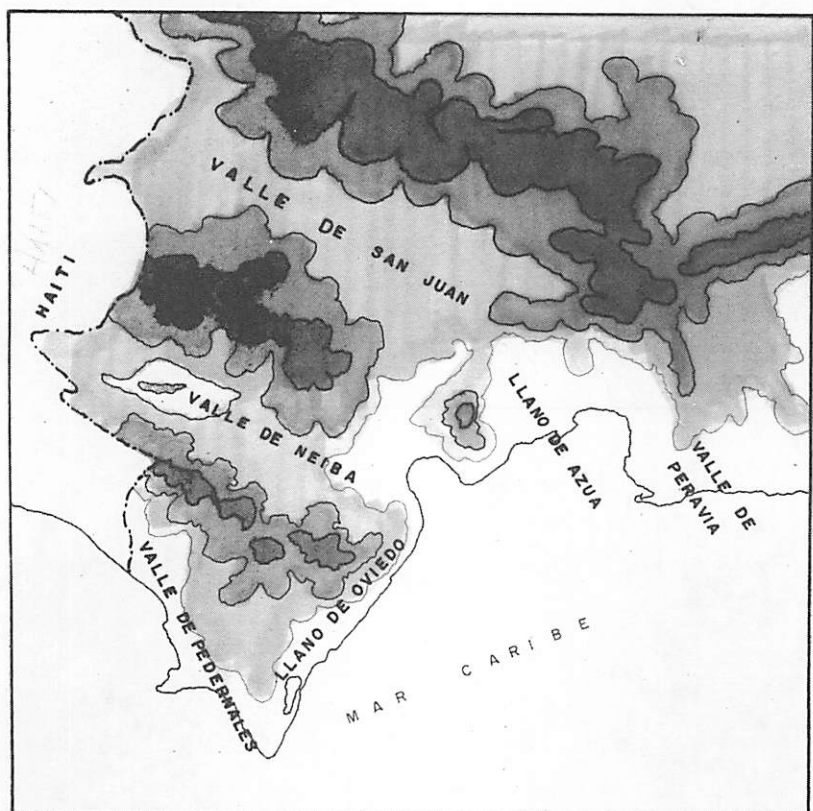 VALLE DE SAN JUAN
HAITI
VALLE DE NEIBA
LLANO DE AZUA
VALLE DE PERAVIA
VALLE DE PEDERNALES
LLANO DE OVIEDO
MAR CARIBE